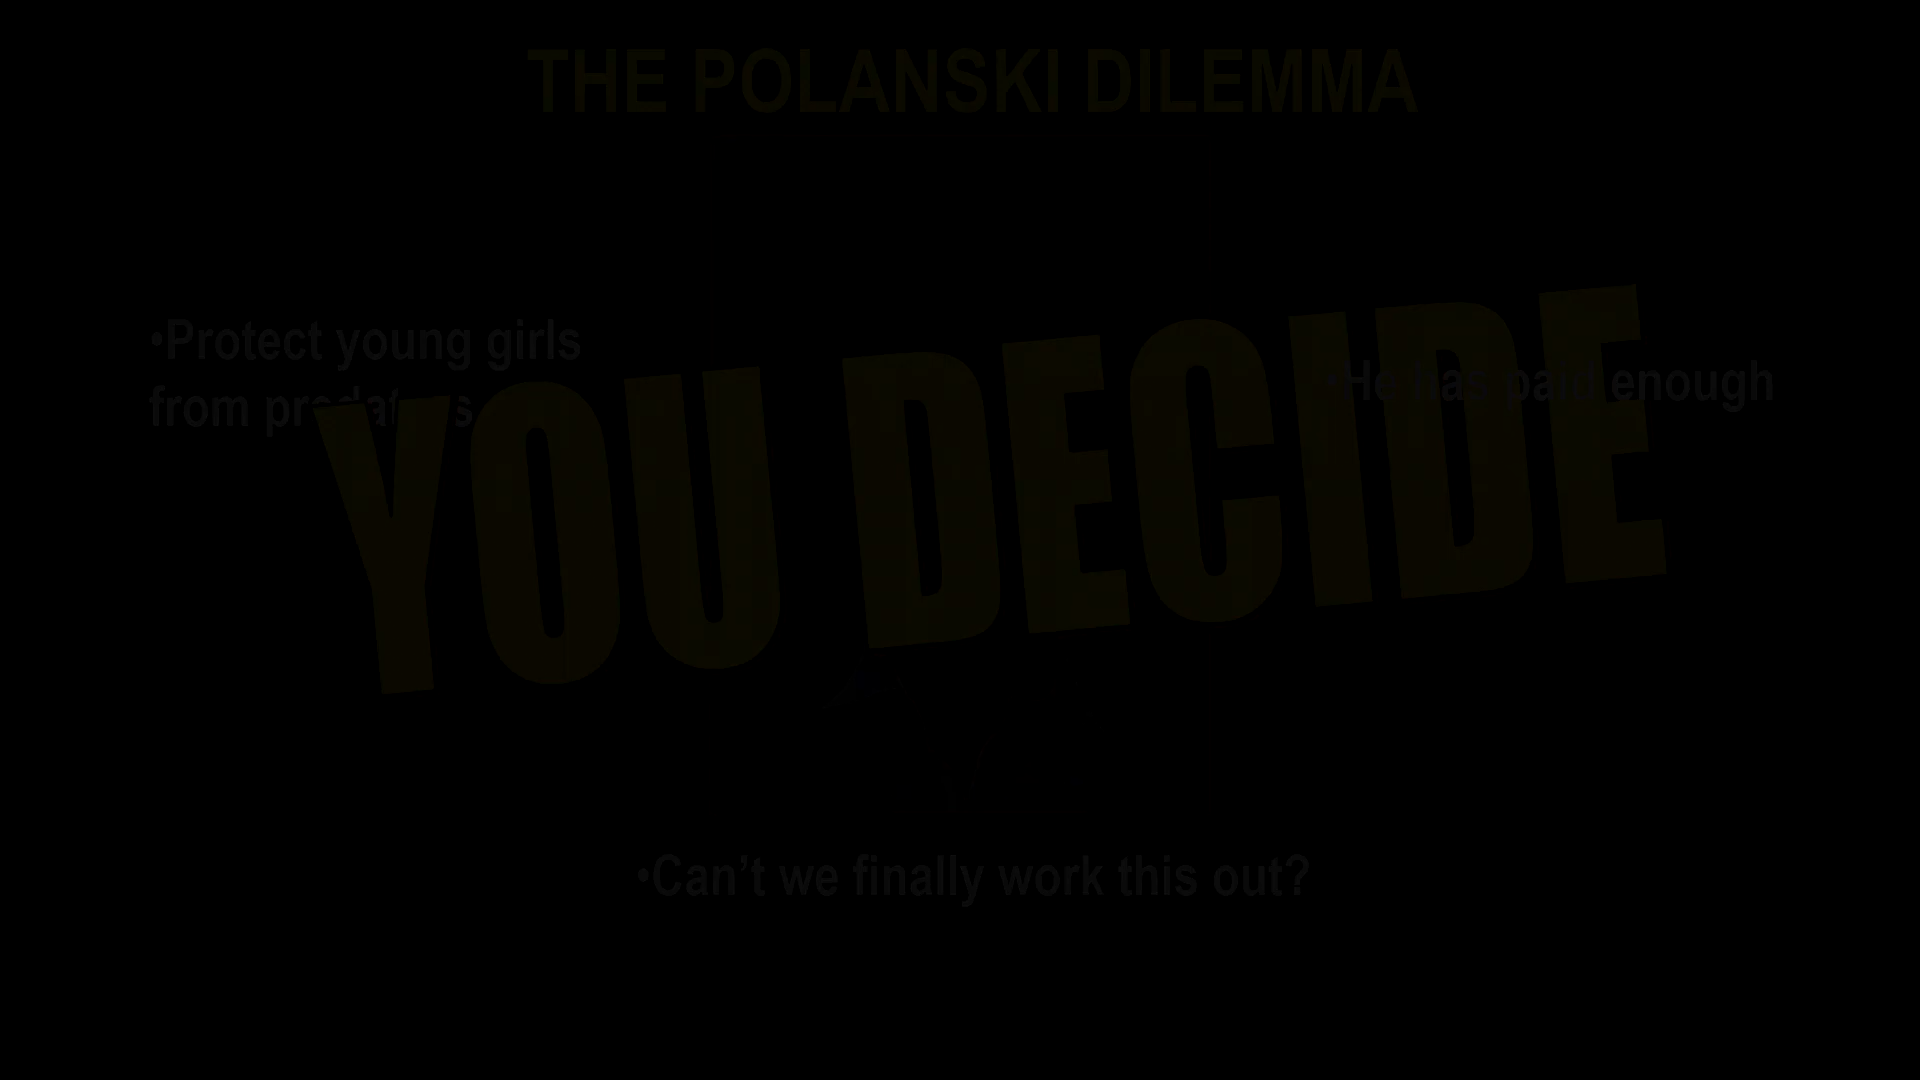 THE POLANSKI DILEMMA
•Protect young girls
from predators
•He has paid enough
YOU DECIDE
•Can’t we finally work this out?